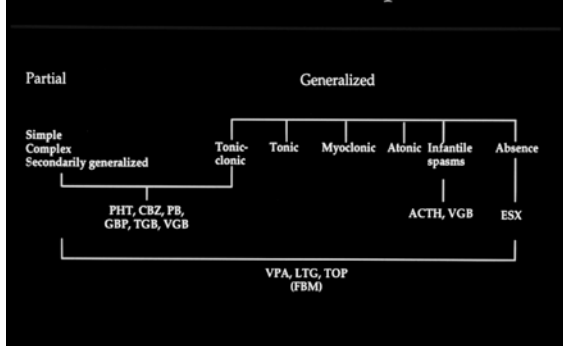 Partial
Generalized
Simple
Complex
Secondarily generalized
Tonic-
clonic
Tonic
Myoclonic
Atonic
Infantile
spasms
Absence
PHT, CBZ, PB,
GBP, TGB, VGB
ACTH, VGB
ESX
VPA, LTG, TOP
(FBM)